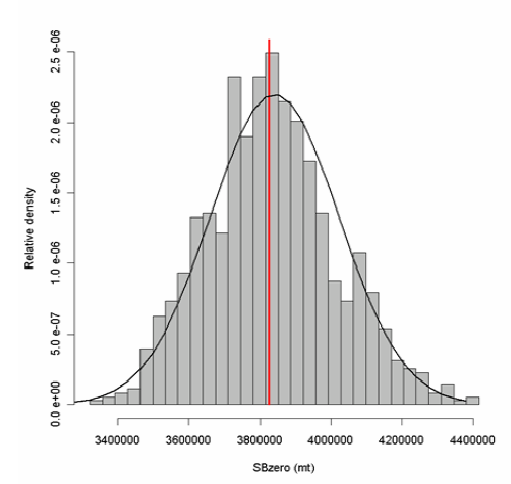 2.5 e-06
2.0 e-06
1.5 e-06
1.0 e-06
5.0 e-07
0.0 e+00
Relative density
3400000 3600000 3800000 4000000 4200000 4400000
SBzero (mt)